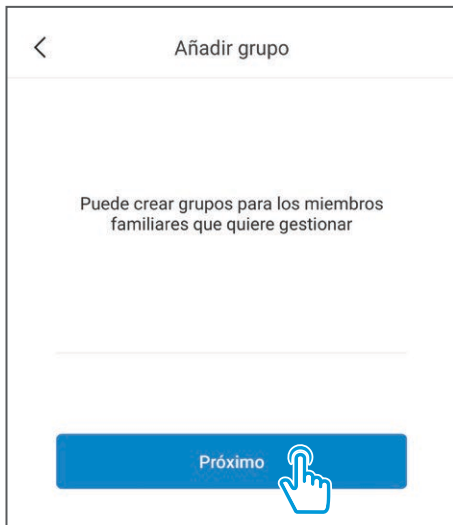 Añadir grupo
Puede crear grupos para los miembros
familiares que quiere gestionar
Próximo